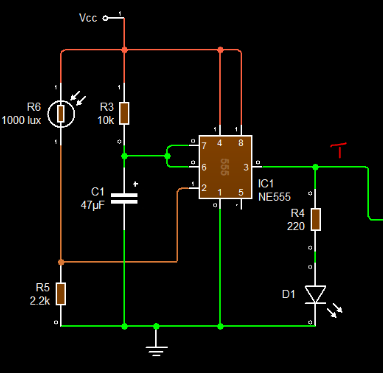 Vcc 1
R6
1000 lux
R3
10k
7
4
8
6
555
3
2
1
5
IC1
NE555
C1
47µF
+
R4
220
R5
2.2k
D1
T